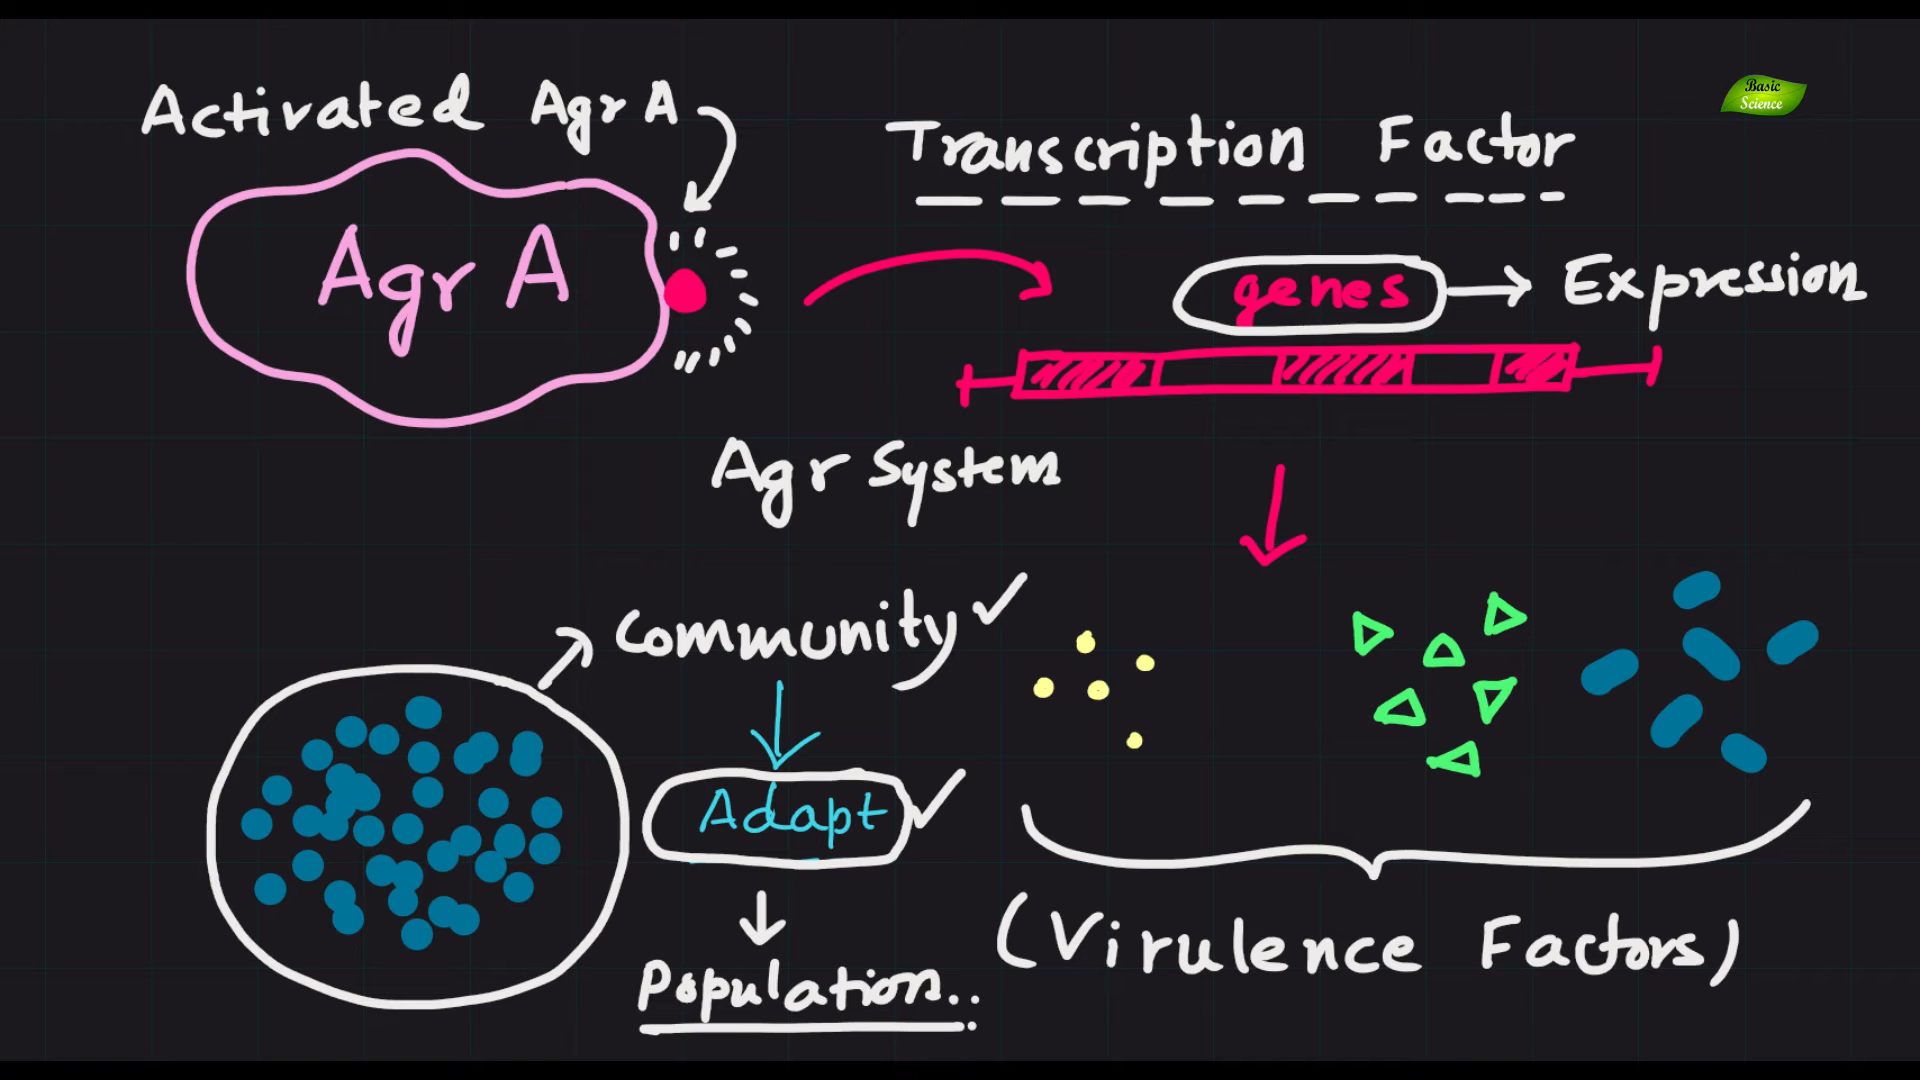 Activated Agr A
Basic
Science
Transcription Factor
Agr A
genes → Expression
Agr System
Community ✓
Adapt ✓
Population..
(Virulence Factors)